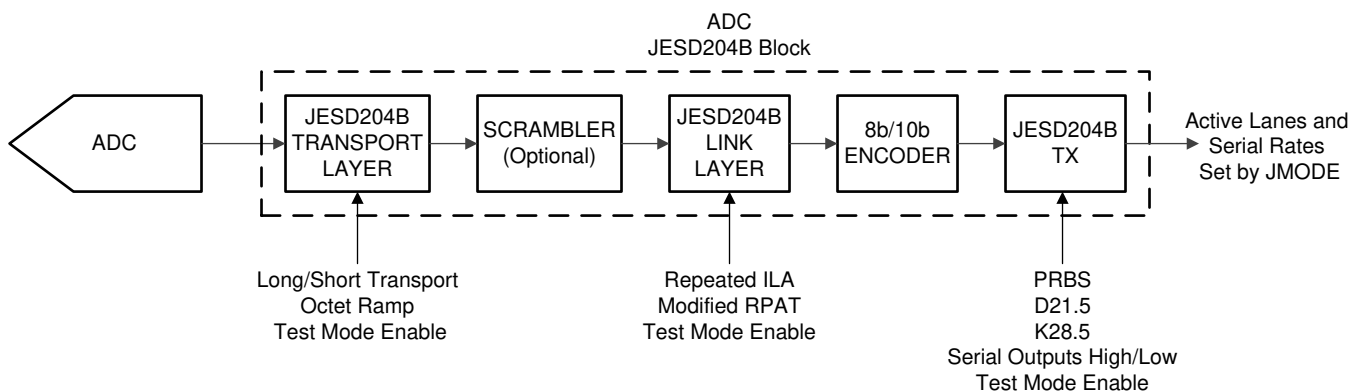 ADC
JESD204B Block
ADC
JESD204B
TRANSPORT
LAYER
SCRAMBLER
(Optional)
JESD204B
LINK
LAYER
8b/10b
ENCODER
JESD204B
TX
Active Lanes and
Serial Rates
Set by JMODE
Long/Short Transport
Octet Ramp
Test Mode Enable
Repeated ILA
Modified RPAT
Test Mode Enable
PRBS
D21.5
K28.5
Serial Outputs High/Low
Test Mode Enable